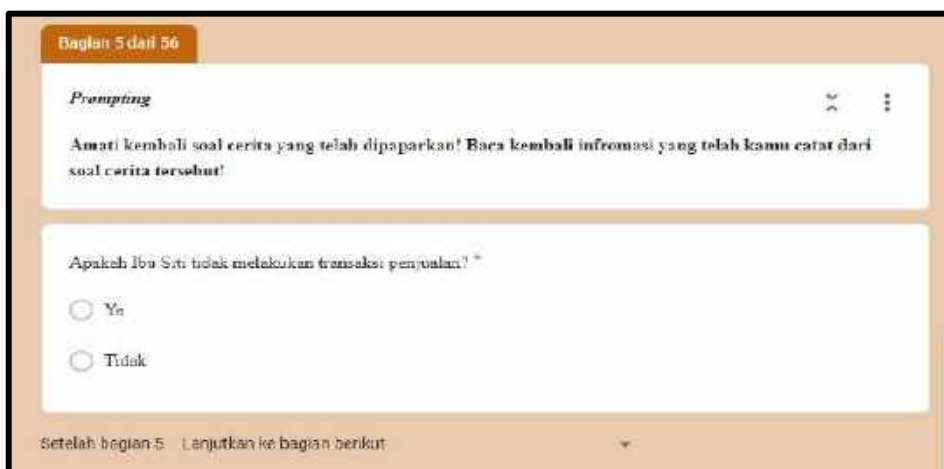 Bagian 5 dari 56
Prompting
Amati kembali soal cerita yang telah dipaparkan! Baca kembali infromasi yang telah kamu catat dari
soal cerita tersebut!
Apakah Ibu Siti tidak melakukan transaksi penjualan? *
Ya
Tidak
Setelah bagian 5 Lanjutkan ke bagian berikut